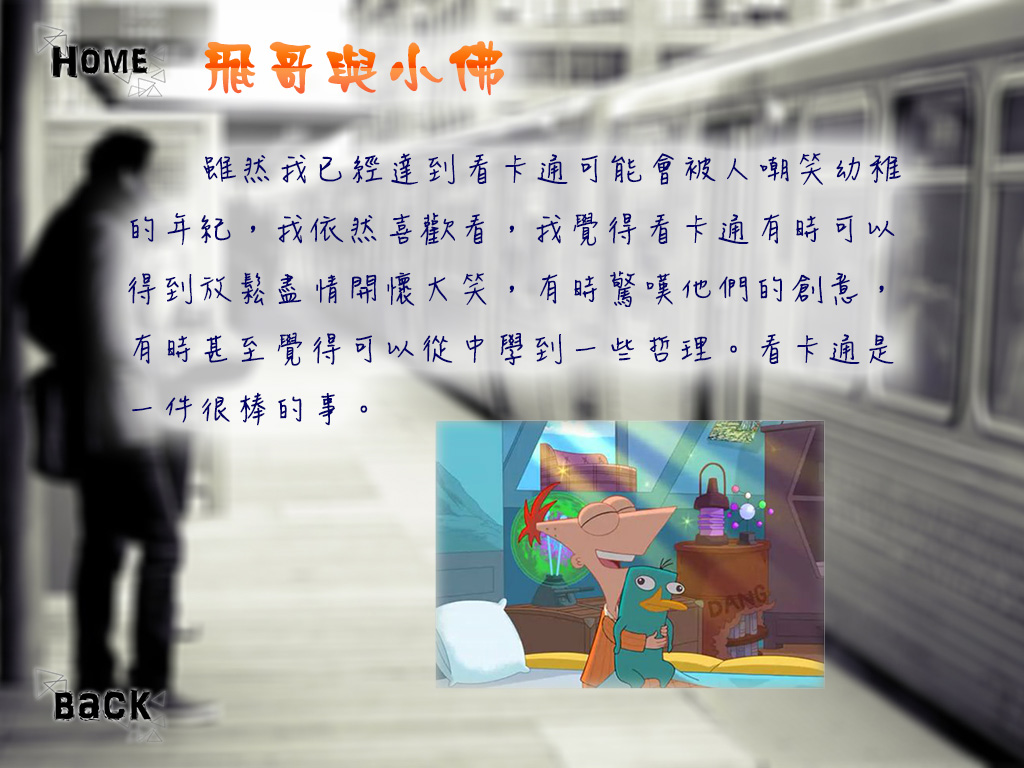 HOME
飛哥與小佛
雖然我已經達到看卡通可能會被人嘲笑幼稚
的年紀，我依然喜歡看，我覺得看卡通有時可以
得到放鬆盡情開懷大笑，有時驚嘆他們的創意，
有時甚至覺得可以從中學到一些哲理。看卡通是
一件很棒的事。
DANG
BACK